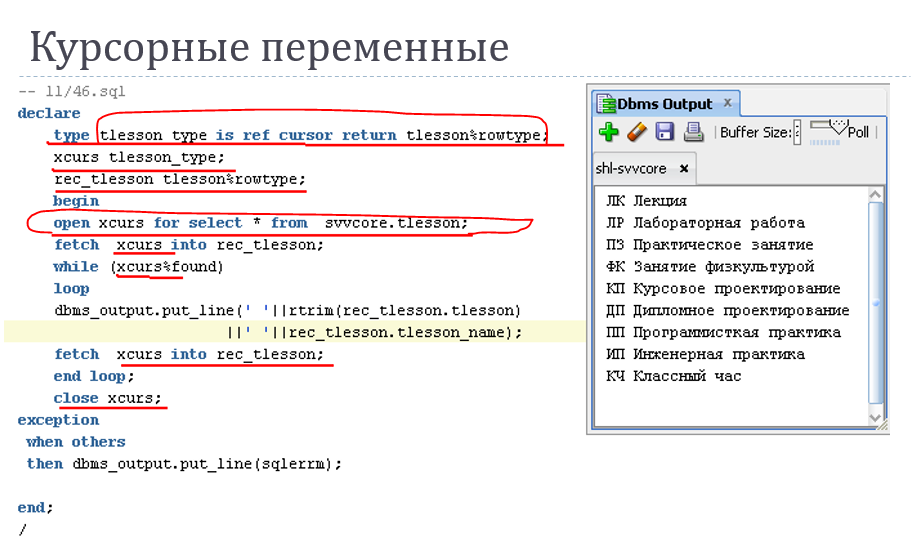 Курсорные переменные
-- 11/46.sql
declare
type tlesson_type is ref cursor return tlesson%rowtype;
xcurs tlesson_type;
rec_tlesson tlesson%rowtype;
begin
open xcurs for select * from svvcore.tlesson;
fetch xcurs into rec_tlesson;
while (xcurs%found)
loop
dbms_output.put_line(' '||rtrim(rec_tlesson.tlesson)
||' '||rec_tlesson.tlesson_name);
fetch xcurs into rec_tlesson;
end loop;
close xcurs;
exception
when others
then dbms_output.put_line(sqlerrm);
end;
/
Dbms Output x
Buffer Size: Poll
shl-svvcore x
ЛК Лекция
ЛР Лабораторная работа
ПЗ Практическое занятие
ФК Занятие физкультурой
КП Курсовое проектирование
ДП Дипломное проектирование
ПП Программисткая практика
ИП Инженерная практика
КЧ Классный час